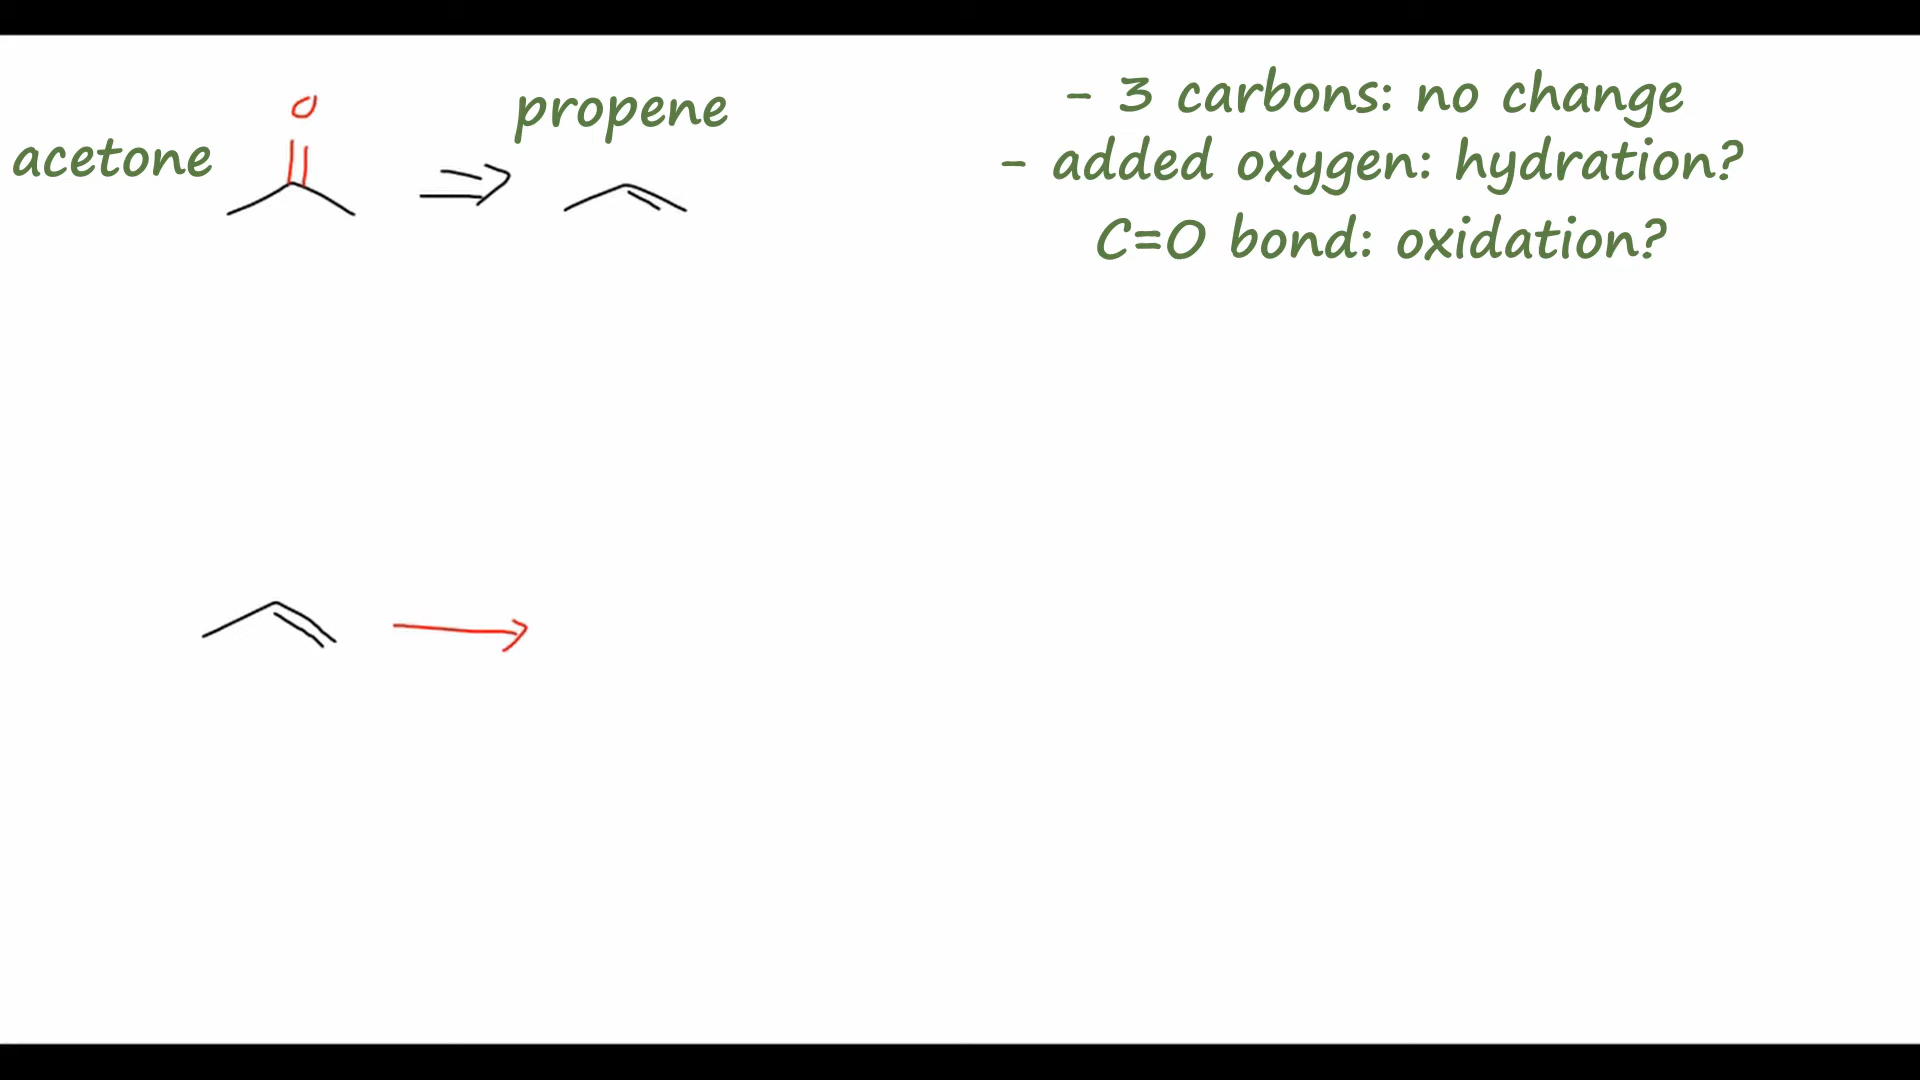 acetone
O
propene
- 3 carbons: no change
- added oxygen: hydration?
C=O bond: oxidation?